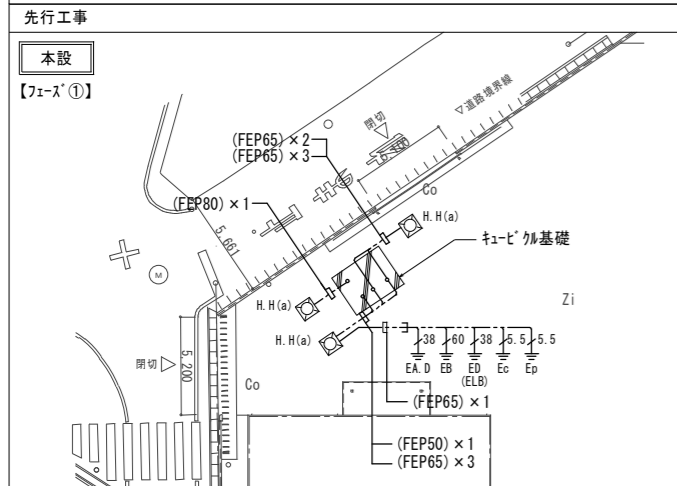 先行工事
本設
【ﾌｪｰｽﾞ①】
(FEP65)×2
(FEP65)×3
(FEP80)×1
閉切
▽道路境界線
Co
H.H(a)
キュービクル基礎
5.661
M
H.H(a)
H.H(a)
Zi
閉切
5.200
Co
38
60
38
5.5
5.5
EA.D
EB
ED
(ELB)
Ec
Ep
(FEP65)×1
(FEP50)×1
(FEP65)×3